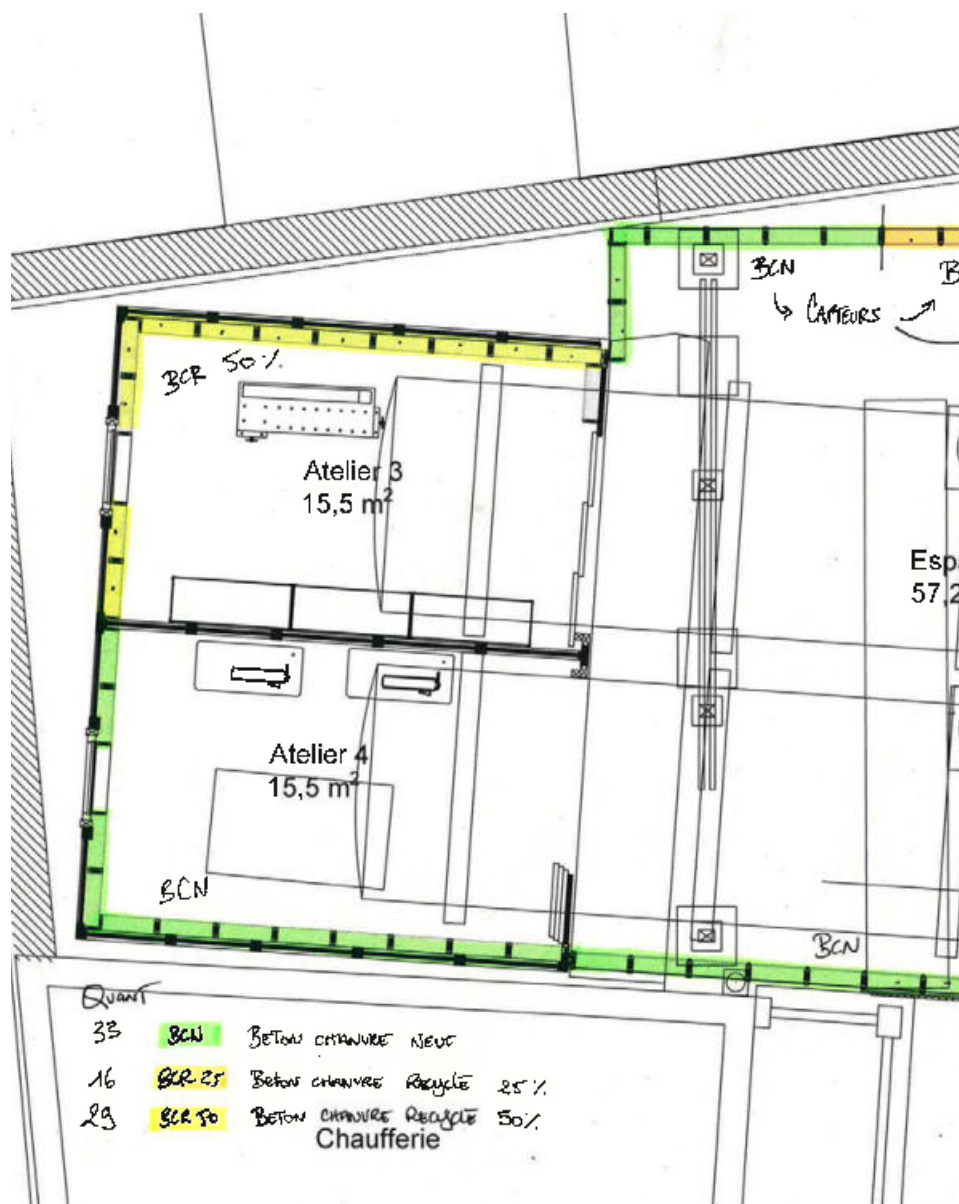 BCN
B
↳ CAPTEURS
BCR 50%
Atelier 3
15,5 m²
Esp
57,2
Atelier 4
15,5 m²
BCN
BCN
QUANT
33 BCN BETON CHANVRE NEUF
16 BCR 25 BETON CHANVRE RECYCLÉ 25%
29 BCR 50 BETON CHANVRE RECYCLÉ 50%
Chaufferie